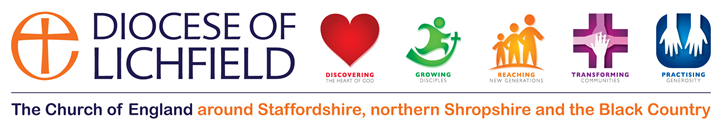 DIOCESE OF
LICHFIELD
DISCOVERING
THE HEART OF GOD
GROWING
DISCIPLES
REACHING
NEW GENERATIONS
TRANSFORMING
COMMUNITIES
PRACTISING
GENEROSITY
The Church of England around Staffordshire, northern Shropshire and the Black Country